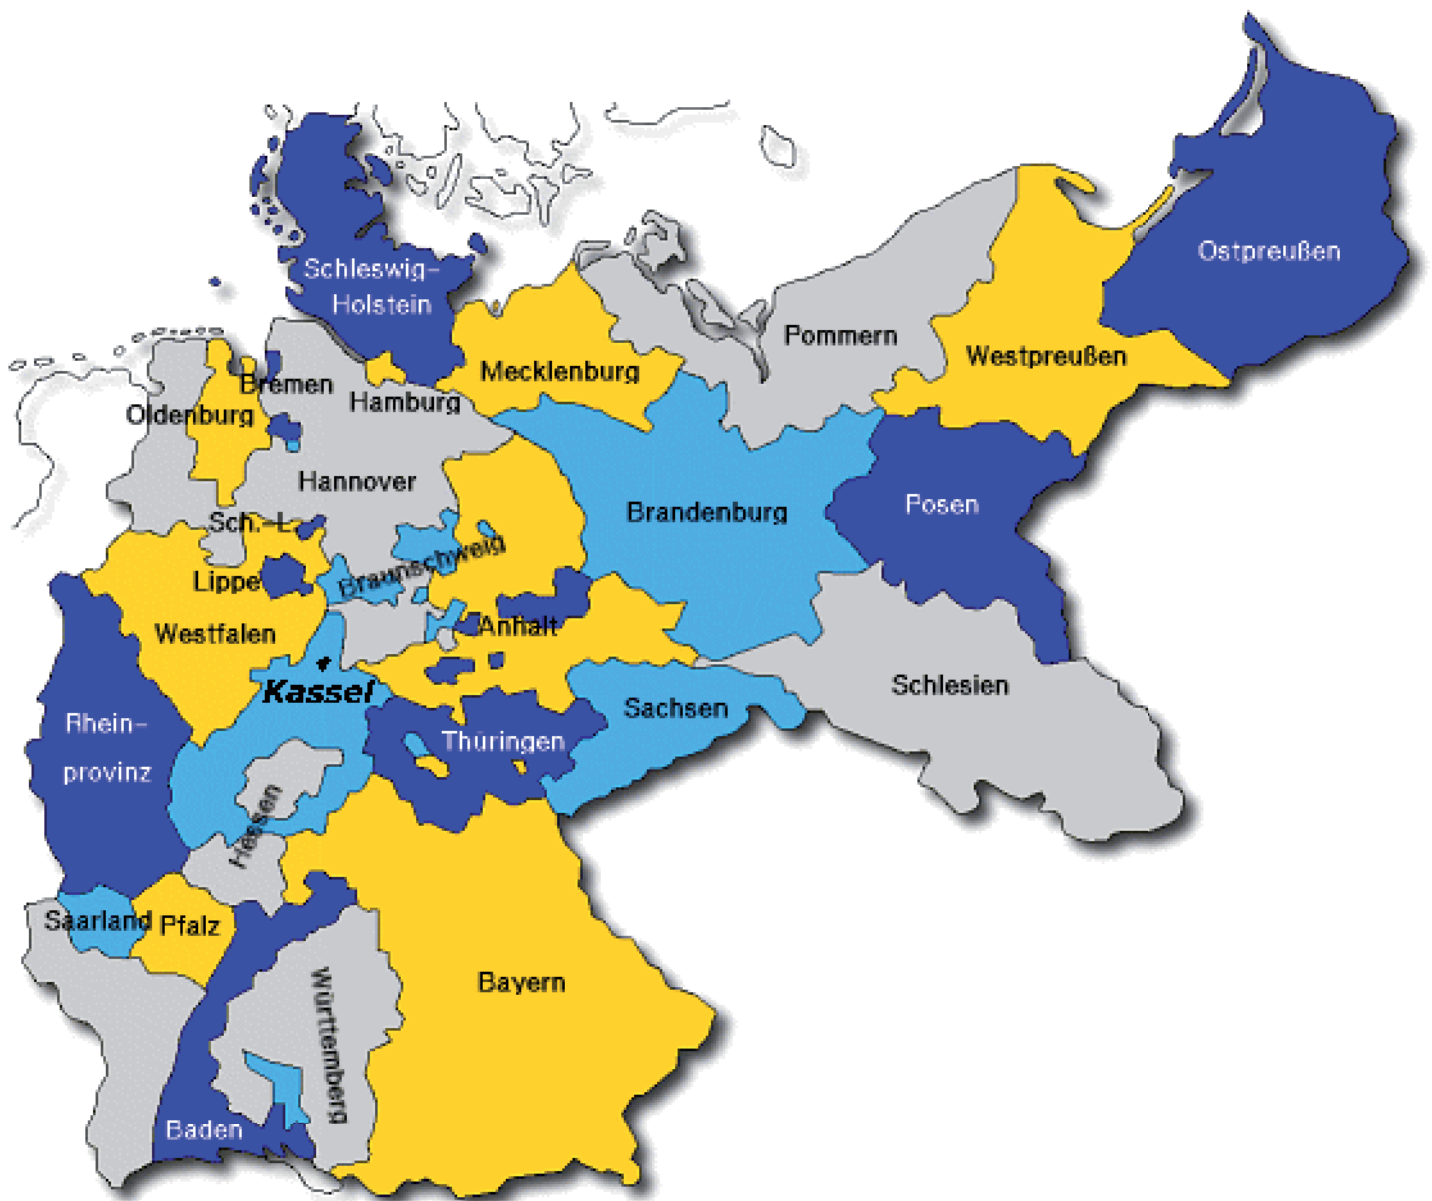 Schleswig-
Holstein
Ostpreußen
Pommern
Westpreußen
Mecklenburg
Bremen
Hamburg
Oldenburg
Hannover
Brandenburg
Posen
Sch.-L.
Braunschweig
Lippe
Westfalen
Anhalt
Kassel
Schlesien
Sachsen
Rhein-
provinz
Thüringen
Hessen
Saarland
Pfalz
Bayern
Württemberg
Baden